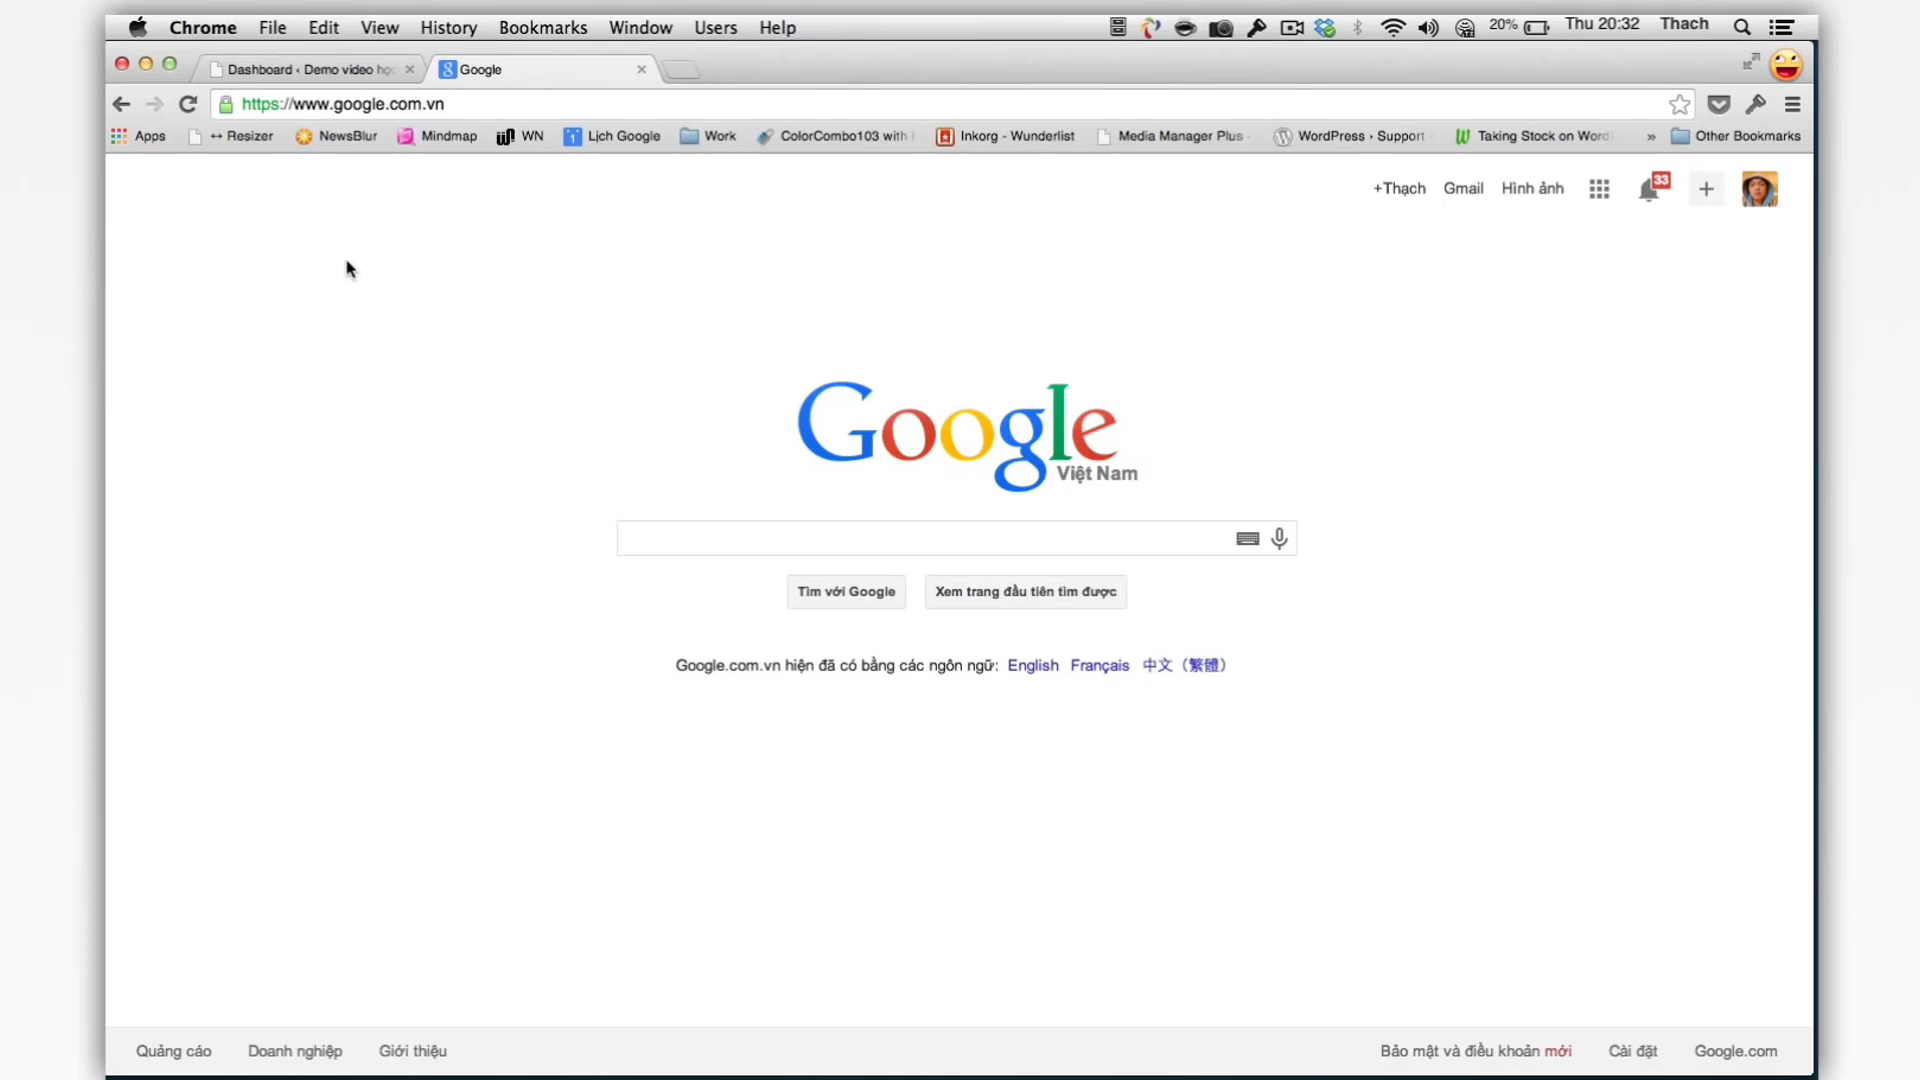 Chrome File Edit View History Bookmarks Window Users Help 20% Thu 20:32 Thach
Dashboard ‹ Demo video họ Google
https://www.google.com.vn
Apps ↔ Resizer NewsBlur Mindmap WN 1 Lịch Google Work ColorCombo103 with Inkorg - Wunderlist Media Manager Plus - WordPress › Support Taking Stock on Word » Other Bookmarks
+Thạch Gmail Hình ảnh 33
Google
Việt Nam
Tìm với Google Xem trang đầu tiên tìm được
Google.com.vn hiện đã có bằng các ngôn ngữ: English Français 中文（繁體）
Quảng cáo Doanh nghiệp Giới thiệu Bảo mật và điều khoản mới Cài đặt Google.com